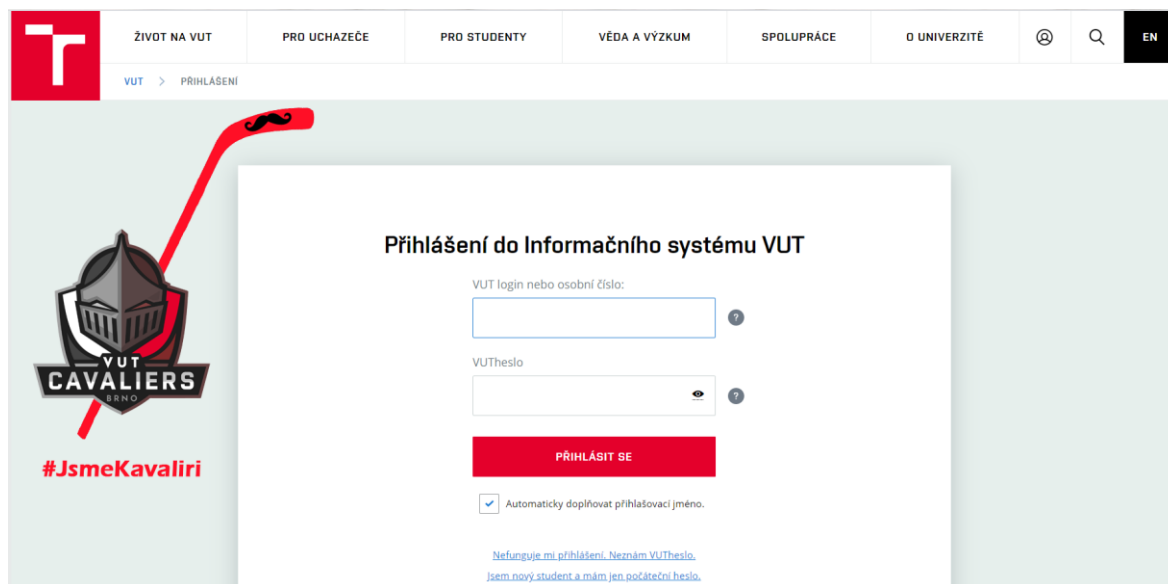 ŽIVOT NA VUT
PRO UCHAZEČE
PRO STUDENTY
VĚDA A VÝZKUM
SPOLUPRÁCE
O UNIVERZITĚ
EN
VUT > PŘIHLÁŠENÍ
VUT
CAVALIERS
BRNO
#JsmeKavaliri
Přihlášení do Informačního systému VUT
VUT login nebo osobní číslo:
?
VUTheslo
?
PŘIHLÁSIT SE
Automaticky doplňovat přihlašovací jméno.
Nefunguje mi přihlášení. Neznám VUTheslo.
Jsem nový student a mám jen počáteční heslo.